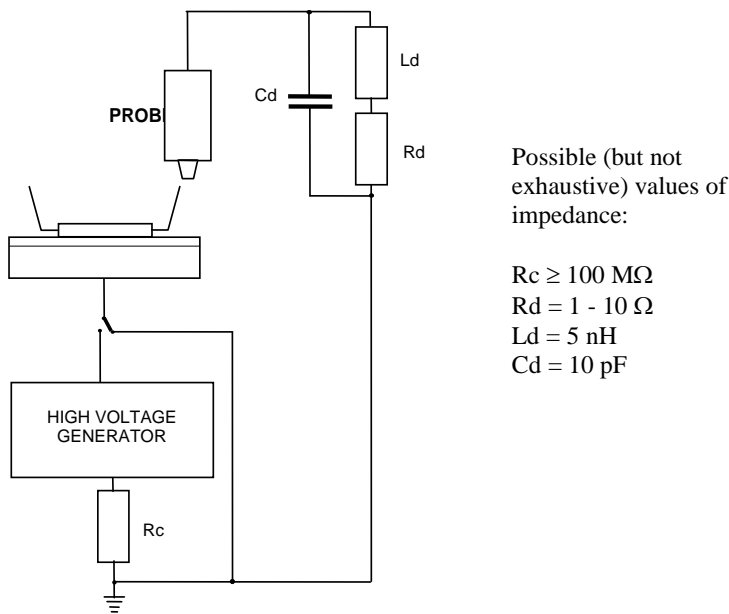 Ld
Cd
PROB
Rd
Possible (but not
exhaustive) values of
impedance:
Rc ≥ 100 MΩ
Rd = 1 - 10 Ω
Ld = 5 nH
Cd = 10 pF
HIGH VOLTAGE
GENERATOR
Rc